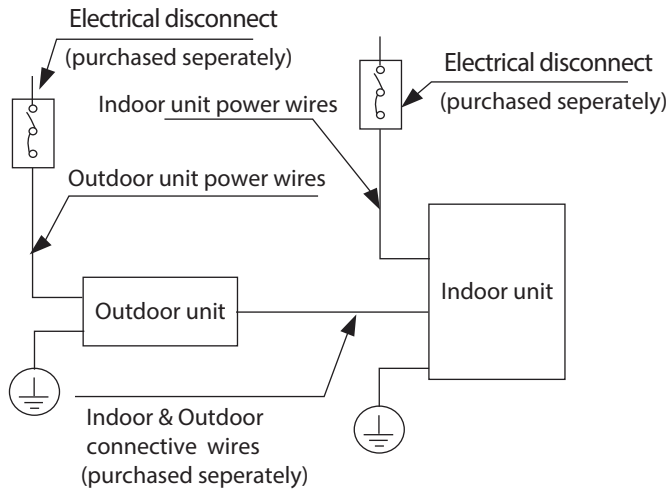 Electrical disconnect
(purchased seperately)
Electrical disconnect
(purchased seperately)
Indoor unit power wires
Outdoor unit power wires
Outdoor unit
Indoor unit
Indoor & Outdoor
connective wires
(purchased seperately)